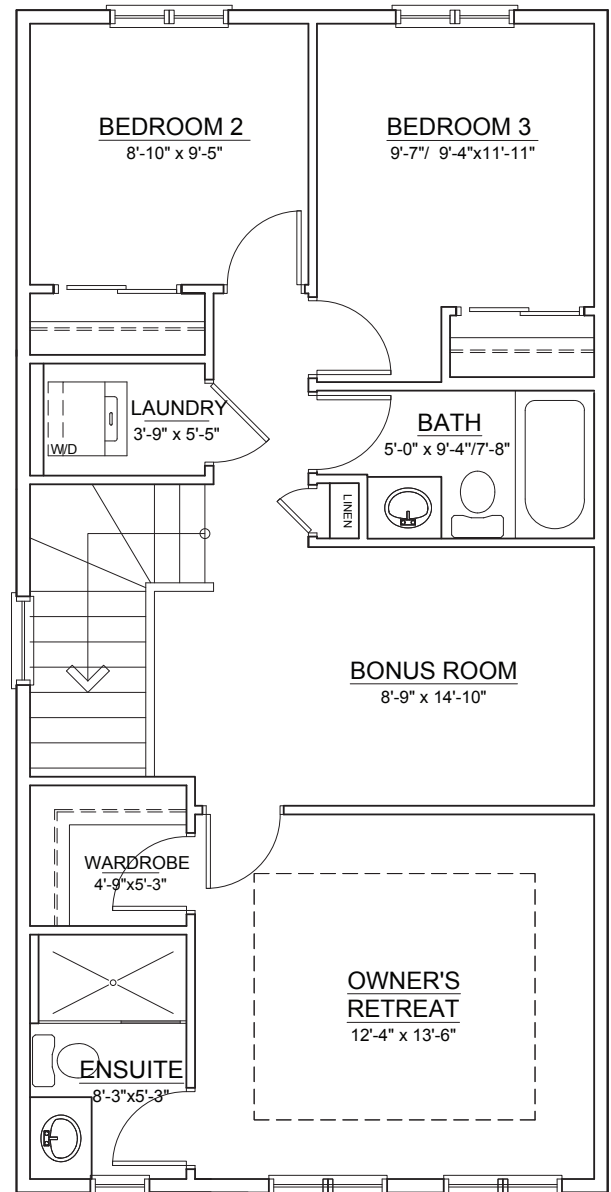 BEDROOM 2
8'-10" x 9'-5"
BEDROOM 3
9'-7"/ 9'-4"x11'-11"
LAUNDRY
3'-9" x 5'-5"
W/D
BATH
5'-0" x 9'-4"/7'-8"
LINEN
BONUS ROOM
8'-9" x 14'-10"
WARDROBE
4'-9"x5'-3"
OWNER'S
RETREAT
12'-4" x 13'-6"
ENSUITE
8'-3"x5'-3"